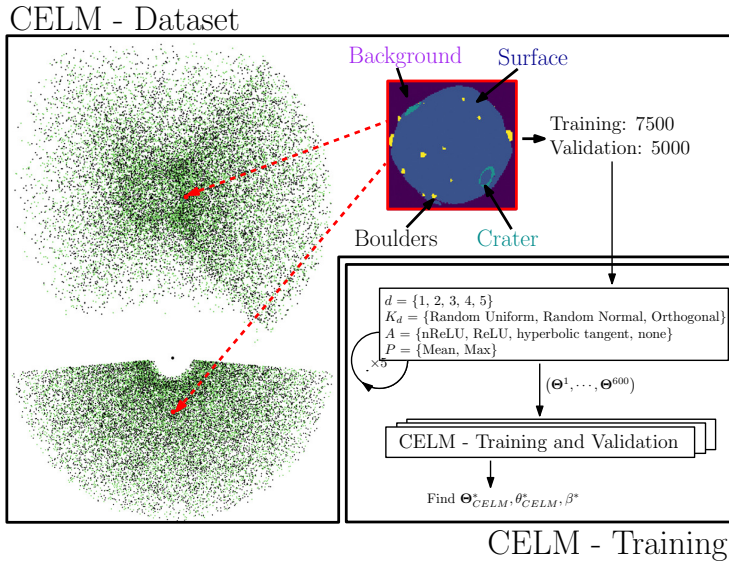 CELM - Dataset
Background
Surface
Training: 7500
Validation: 5000
Boulders
Crater
d = {1, 2, 3, 4, 5}
K_d = {Random Uniform, Random Normal, Orthogonal}
A = {nReLU, ReLU, hyperbolic tangent, none}
P = {Mean, Max}
×5
(Θ^1, ⋯, Θ^600)
CELM - Training and Validation
Find Θ*_CELM, θ*_CELM, β*
CELM - Training